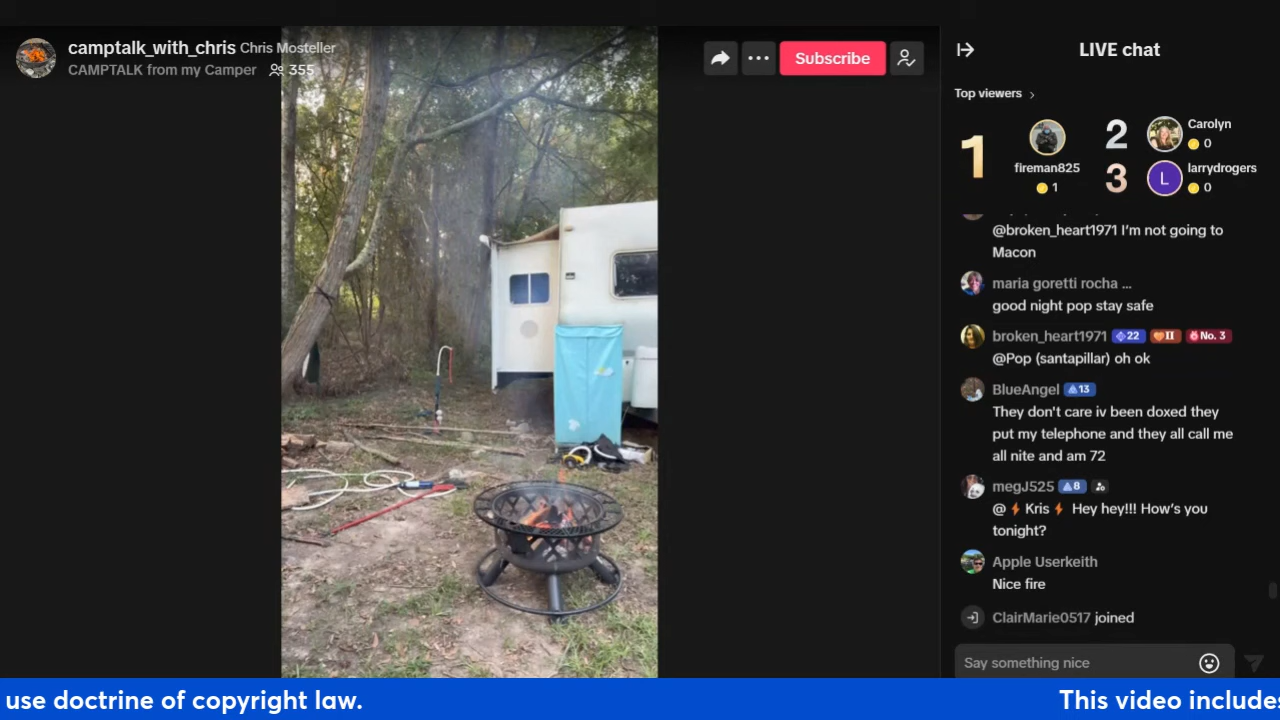 camptalk_with_chris Chris Mosteller
CAMPTALK from my Camper 355
Subscribe
LIVE chat
Top viewers
1
fireman825
1
2
Carolyn
0
3
L
larrydrogers
0
@broken_heart1971 I'm not going to
Macon
maria goretti rocha ...
good night pop stay safe
broken_heart1971 22 II No. 3
@Pop (santapillar) oh ok
BlueAngel 13
They don't care iv been doxed they
put my telephone and they all call me
all nite and am 72
megJ525 8
@⚡Kris⚡ Hey hey!!! How's you
tonight?
Apple Userkeith
Nice fire
ClairMarie0517 joined
Say something nice
use doctrine of copyright law.
This video includes